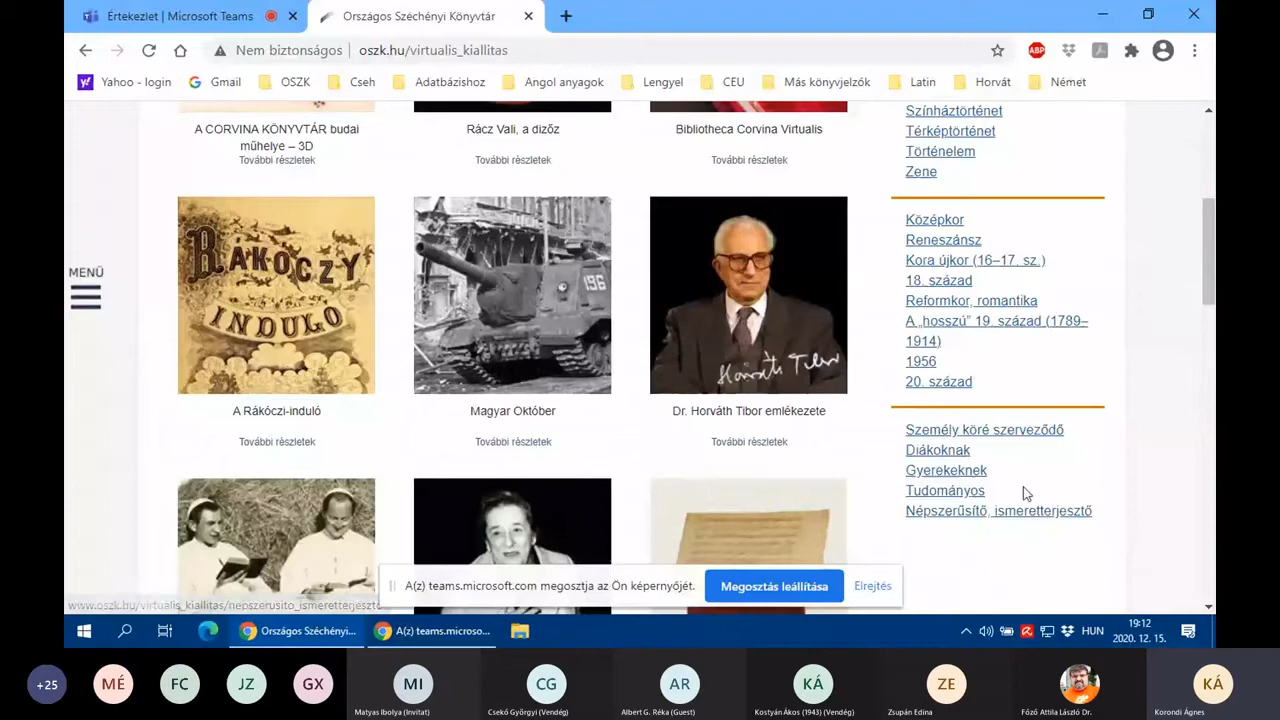 Értekezlet | Microsoft Teams
Országos Széchényi Könyvtár
Nem biztonságos
oszk.hu/virtualis_kiallitas
ABP
Yahoo - login
Gmail
OSZK
Cseh
Adatbázishoz
Angol anyagok
Lengyel
CEU
Más könyvjelzők
Latin
Horvát
Német
MENÜ
A CORVINA KÖNYVTÁR budai
műhelye – 3D
További részletek
Rácz Vali, a dizőz
További részletek
Bibliotheca Corvina Virtualis
További részletek
RÁKÓCZY
INDULÓ
196
A Rákóczi-induló
További részletek
Magyar Október
További részletek
Dr. Horváth Tibor emlékezete
További részletek
Színháztörténet
Térképtörténet
Történelem
Zene
Középkor
Reneszánsz
Kora újkor (16–17. sz.)
18. század
Reformkor, romantika
A „hosszú” 19. század (1789–
1914)
1956
20. század
Személy köré szerveződő
Diákoknak
Gyerekeknek
Tudományos
Népszerűsítő, ismeretterjesztő
A(z) teams.microsoft.com megosztja az Ön képernyőjét.
Megosztás leállítása
Elrejtés
www.oszk.hu/virtualis_kiallitas/nepszerusito_ismeretterjeszto
Országos Széchényi...
A(z) teams.microso...
HUN
19:12
2020. 12. 15.
+25
MÉ
FC
JZ
GX
MI
CG
AR
KÁ
ZE
KÁ
Matyas Ibolya (Invitat)
Csekő Györgyi (Vendég)
Albert G. Réka (Guest)
Kostyán Ákos (1943) (Vendég)
Zsupán Edina
Főző Attila László Dr.
Korondi Ágnes